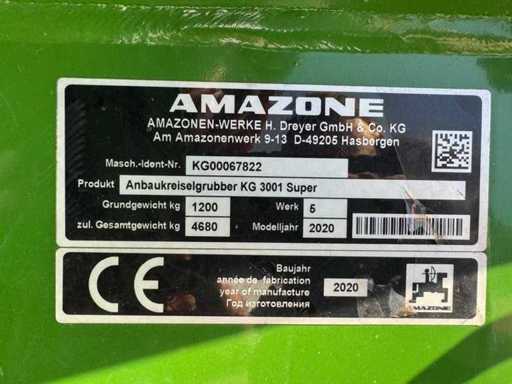 AMAZONE
AMAZONEN-WERKE H. Dreyer GmbH & Co. KG
Am Amazonenwerk 9-13 D-49205 Hasbergen
Masch.-Ident-Nr. KG00067822
Produkt Anbaukreiselgrubber KG 3001 Super
Grundgewicht kg 1200 Werk 5
zul. Gesamtgewicht kg 4680 Modelljahr 2020
CE
Baujahr
année de fabrication
year of manufacture
Год изготовления
2020
AMAZONE